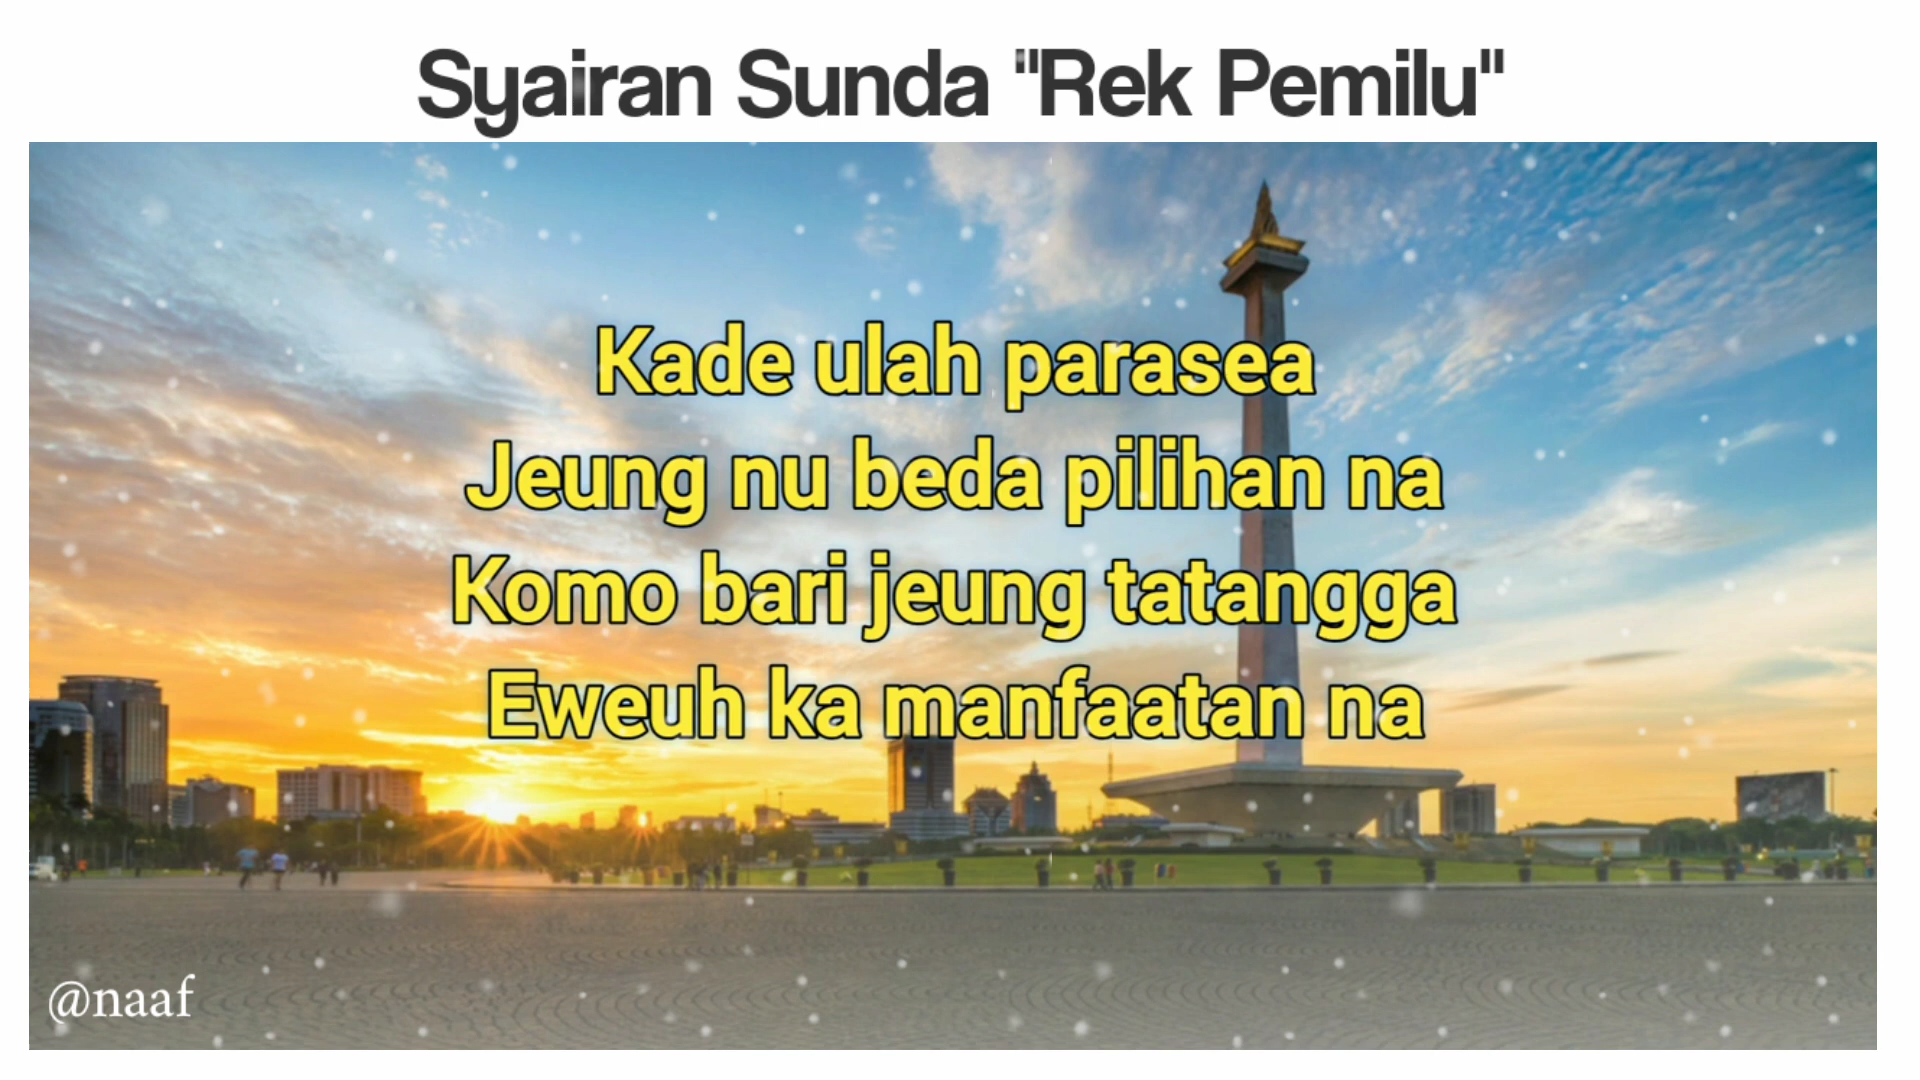 Syairan Sunda "Rek Pemilu"
Kade ulah parasea
Jeung nu beda pilihan na
Komo bari jeung tatangga
Eweuh ka manfaatan na
@naaf